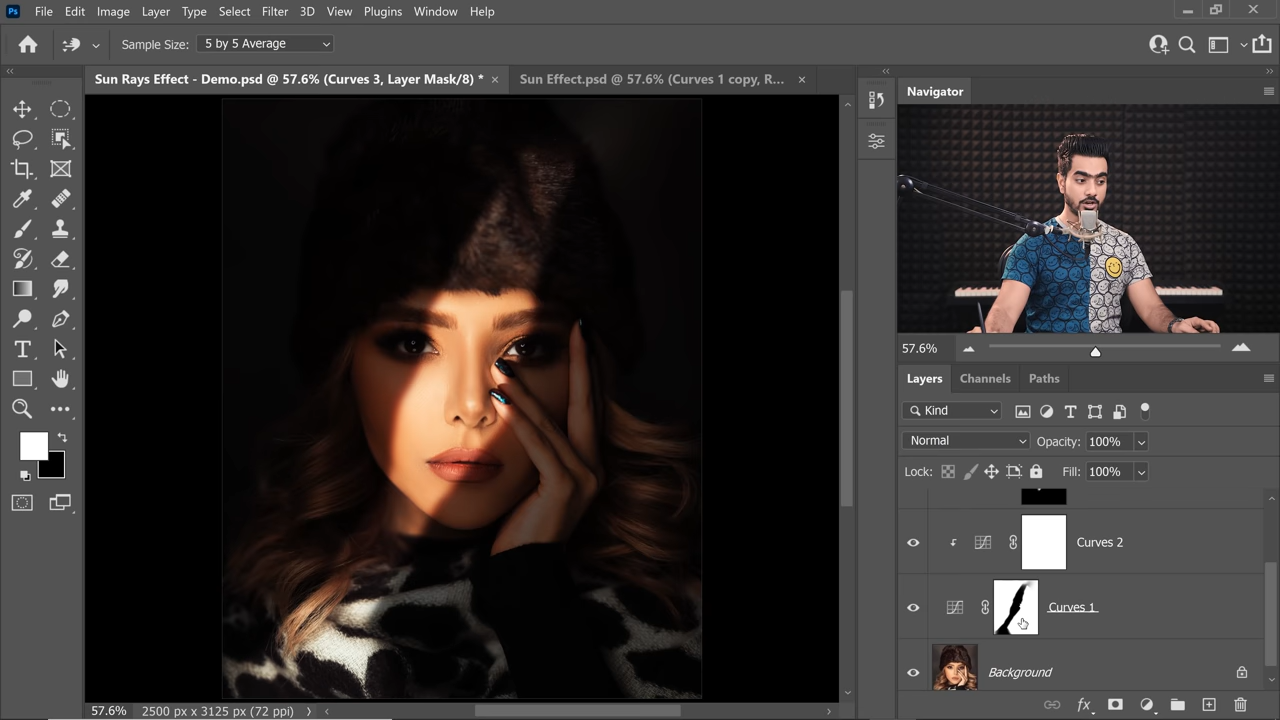 Ps File Edit Image Layer Type Select Filter 3D View Plugins Window Help
Sample Size: 5 by 5 Average
Sun Rays Effect - Demo.psd @ 57.6% (Curves 3, Layer Mask/8) * × Sun Effect.psd @ 57.6% (Curves 1 copy, R... ×
Navigator
57.6%
Layers Channels Paths
Kind
Normal Opacity: 100%
Lock: Fill: 100%
Curves 2
Curves 1
Background
57.6% 2500 px x 3125 px (72 ppi)
fx